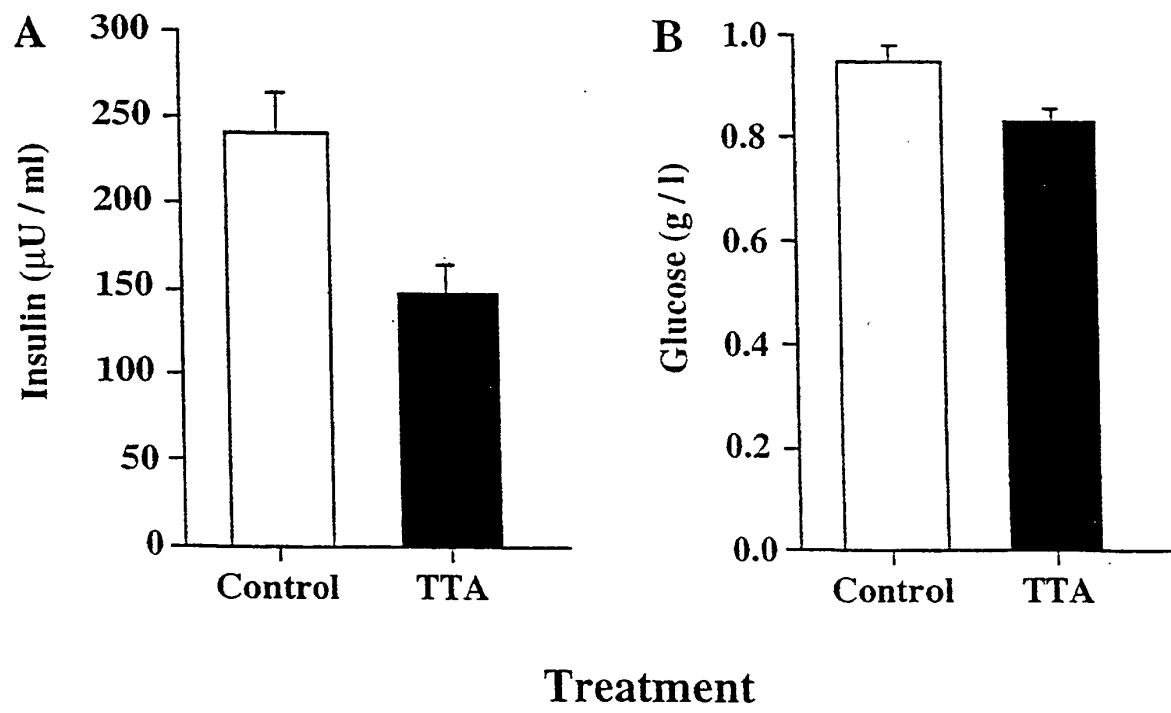 A
300
250
200
150
100
50
0
Insulin (µU / ml)
Control TTA
B
1.0
0.8
0.6
0.4
0.2
0.0
Glucose (g / l)
Control TTA
Treatment